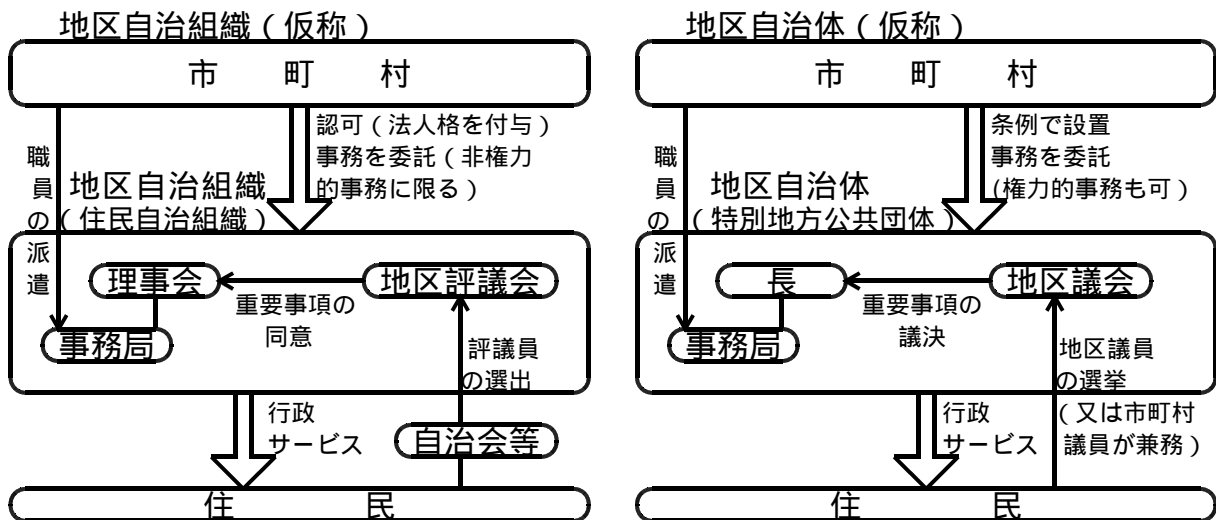 地区自治組織（仮称）
市　町　村
認可（法人格を付与）
事務を委託（非権力
的事務に限る）
職員の派遣
地区自治組織
（住民自治組織）
理事会
地区評議会
重要事項の
同意
事務局
評議員
の選出
行政
サービス
自治会等
住　　民
地区自治体（仮称）
市　町　村
条例で設置
事務を委託
(権力的事務も可）
職員の派遣
地区自治体
（特別地方公共団体）
長
地区議会
重要事項の
議決
事務局
地区議員
の選挙
（又は市町村
議員が兼務）
行政
サービス
住　　民